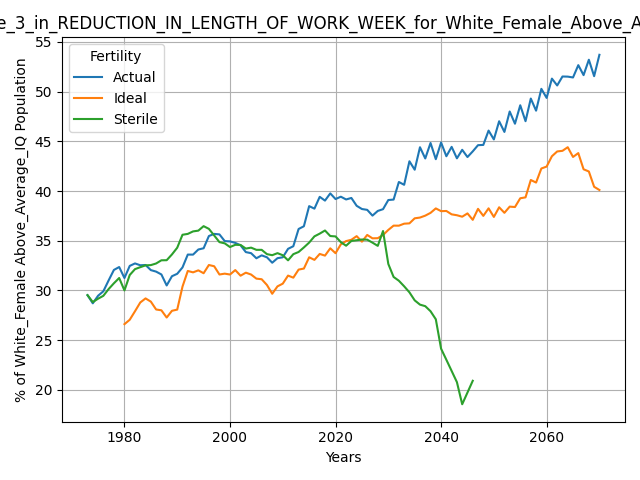 e_3_in_REDUCTION_IN_LENGTH_OF_WORK_WEEK_for_White_Female_Above_A
Fertility
Actual
Ideal
Sterile
% of White_Female Above_Average_IQ Population
55
50
45
40
35
30
25
20
1980
2000
2020
2040
2060
Years